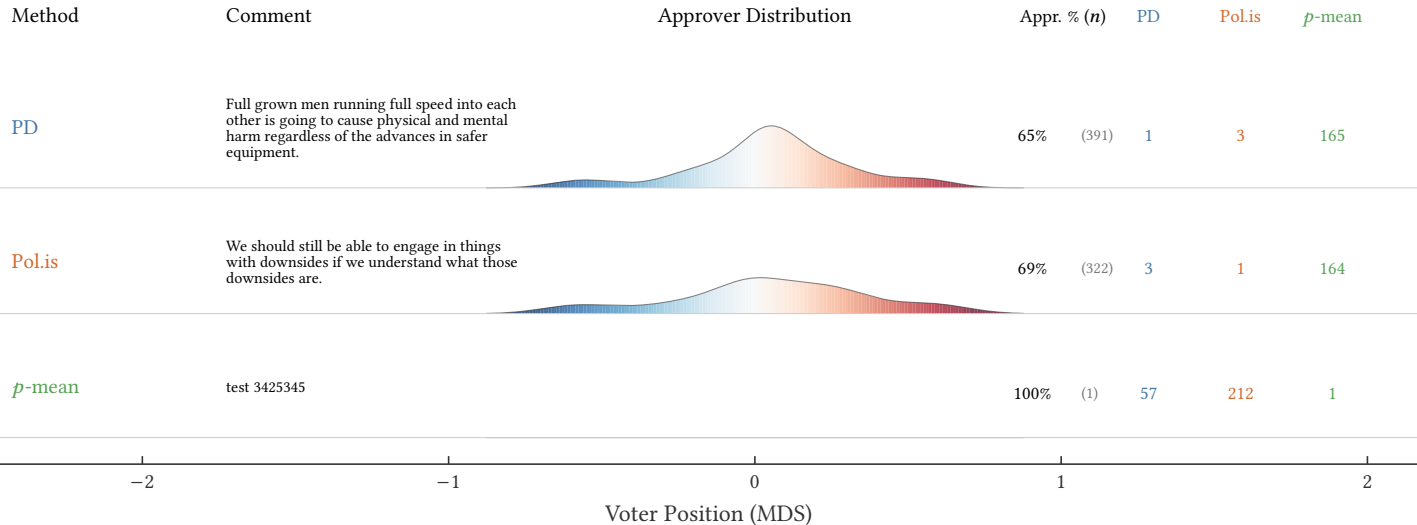 Method Comment Approver Distribution Appr. % (n) PD Pol.is p-mean
PD
Full grown men running full speed into each
other is going to cause physical and mental
harm regardless of the advances in safer
equipment.
65% (391) 1 3 165
Pol.is
We should still be able to engage in things
with downsides if we understand what those
downsides are.
69% (322) 3 1 164
p-mean
test 3425345
100% (1) 57 212 1
−2 −1 0 1 2
Voter Position (MDS)